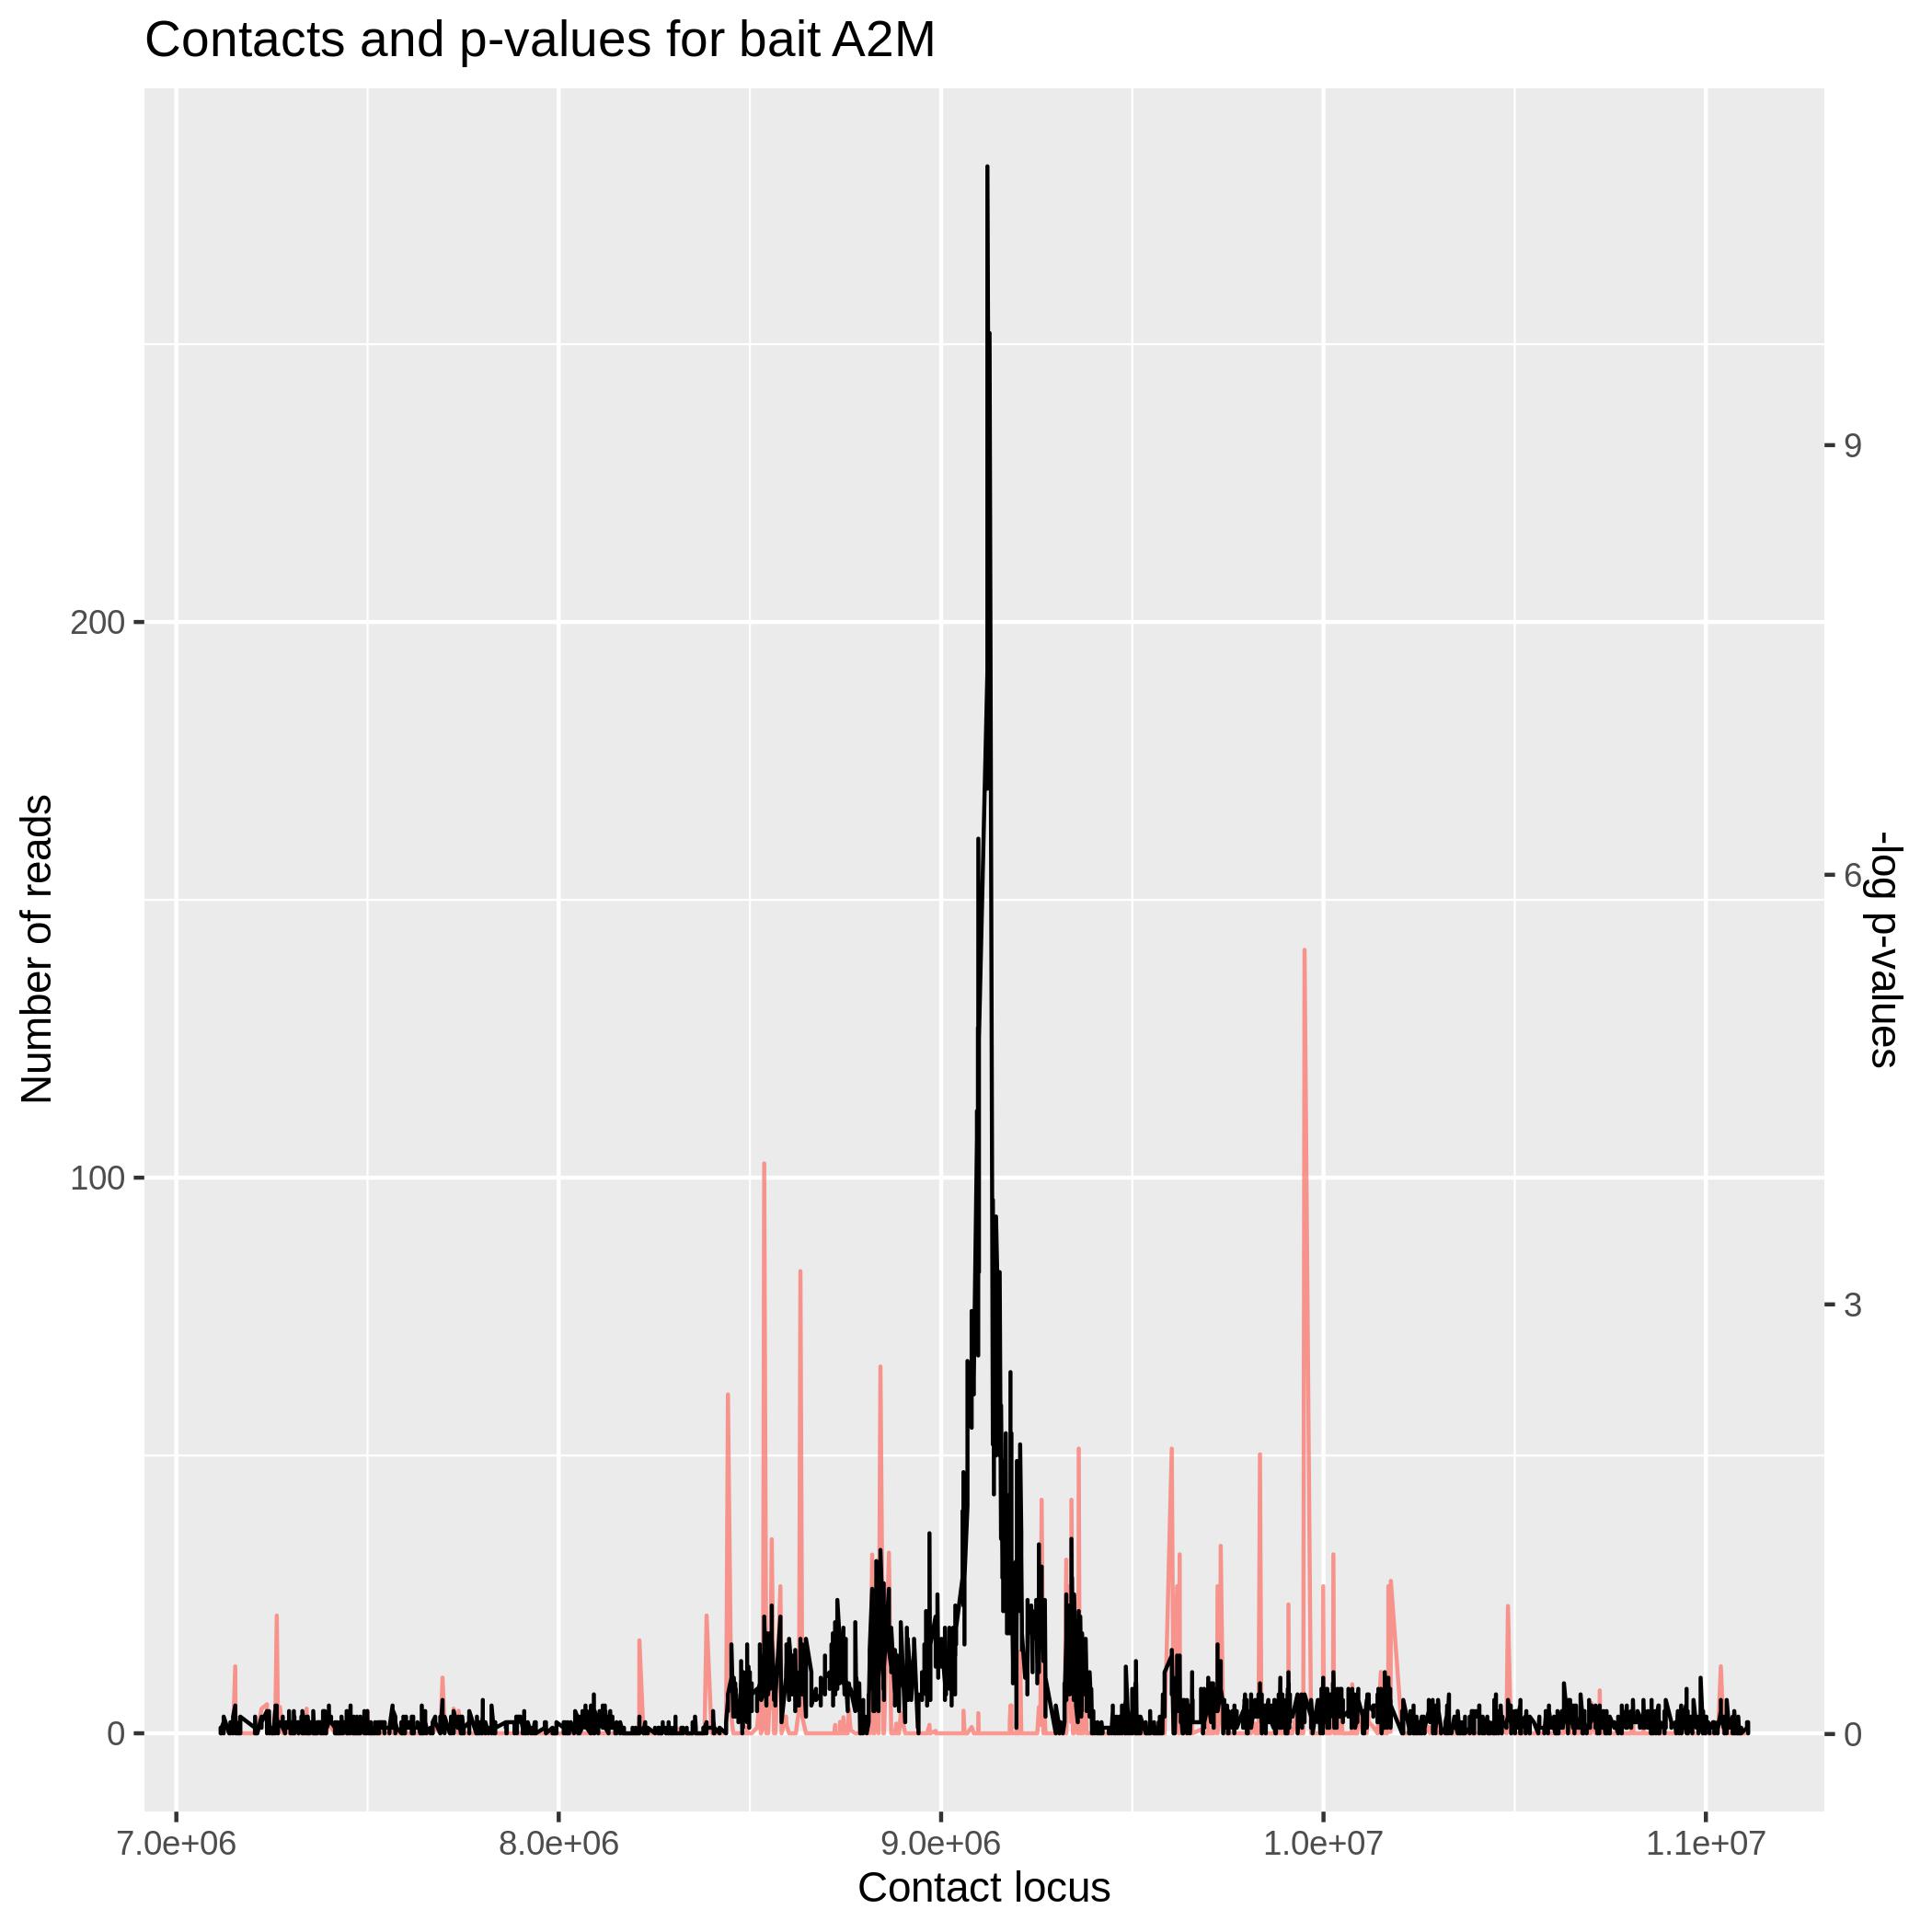 Contacts and p-values for bait A2M
Number of reads
200
100
0
9
6
3
0
-log p-values
7.0e+06 8.0e+06 9.0e+06 1.0e+07 1.1e+07
Contact locus